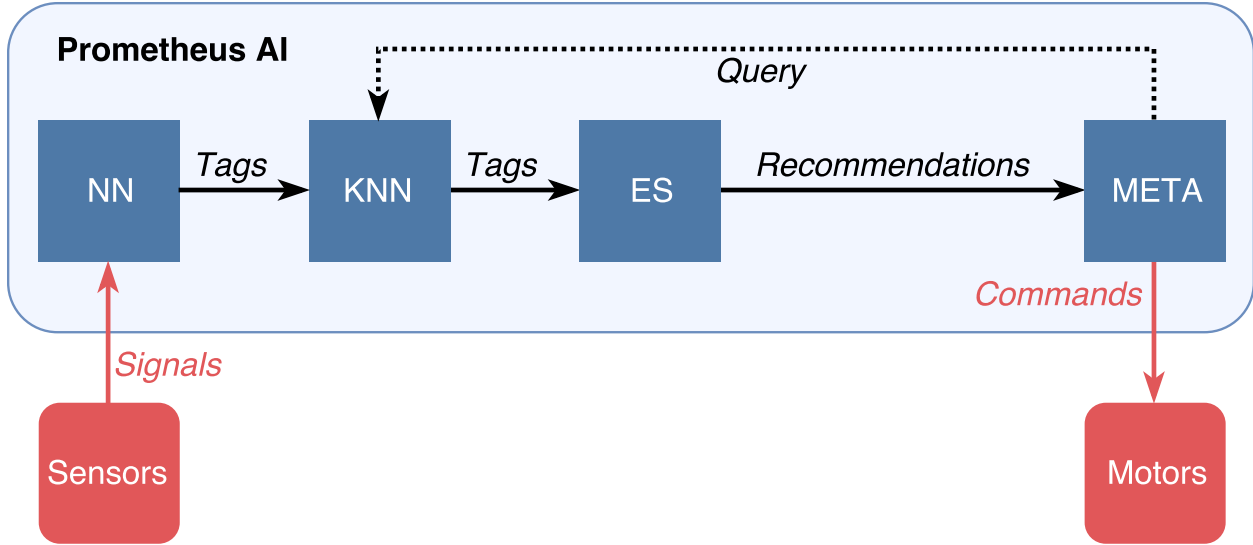 Prometheus AI
Query
Tags
Tags
Recommendations
NN
KNN
ES
META
Commands
Signals
Sensors
Motors